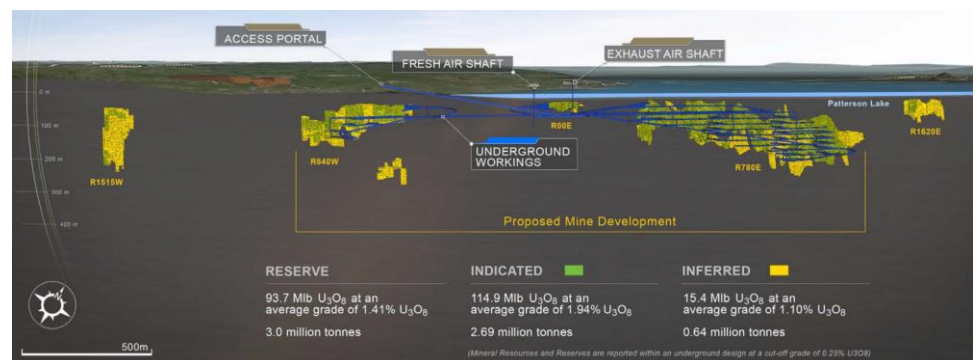 ACCESS PORTAL
FRESH AIR SHAFT
EXHAUST AIR SHAFT
0 m
Patterson Lake
100 m
R00E
R1620E
UNDERGROUND
WORKINGS
R840W
R780E
R1515W
200 m
300 m
400 m
Proposed Mine Development
RESERVE
93.7 Mlb U₃O₈ at an
average grade of 1.41% U₃O₈
3.0 million tonnes
INDICATED
114.9 Mlb U₃O₈ at an
average grade of 1.94% U₃O₈
2.69 million tonnes
INFERRED
15.4 Mlb U₃O₈ at an
average grade of 1.10% U₃O₈
0.64 million tonnes
500m
(Mineral Resources and Reserves are reported within an underground design at a cut-off grade of 0.25% U3O8)